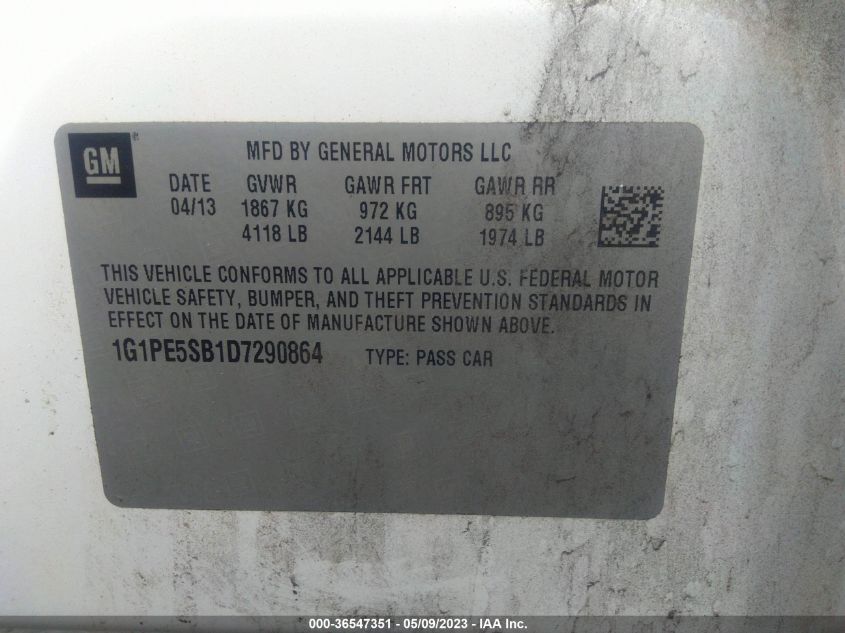 GM ®
MFD BY GENERAL MOTORS LLC
DATE GVWR GAWR FRT GAWR RR
04/13 1867 KG 972 KG 895 KG
4118 LB 2144 LB 1974 LB
THIS VEHICLE CONFORMS TO ALL APPLICABLE U.S. FEDERAL MOTOR
VEHICLE SAFETY, BUMPER, AND THEFT PREVENTION STANDARDS IN
EFFECT ON THE DATE OF MANUFACTURE SHOWN ABOVE.
1G1PE5SB1D7290864 TYPE: PASS CAR
000-36547351 - 05/09/2023 - IAA Inc.